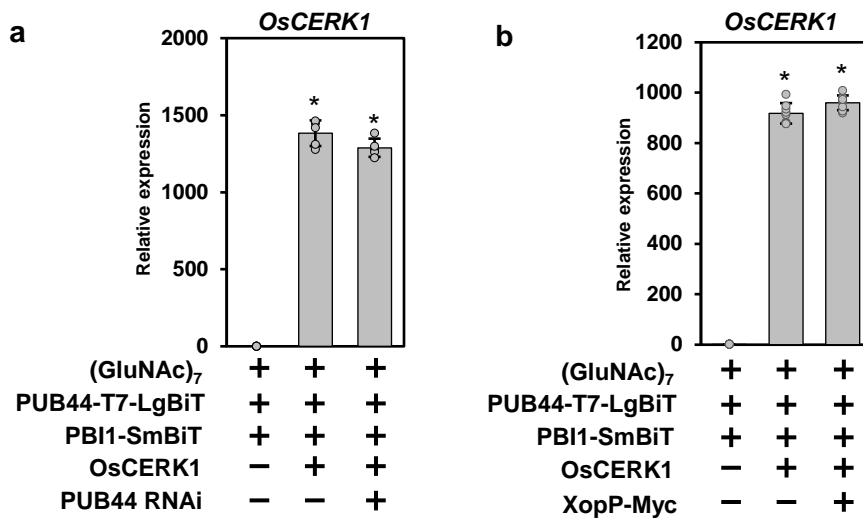 a
OsCERK1
Relative expression
2000
1500
1000
500
0
*
*
(GluNAc)7 + + +
PUB44-T7-LgBiT + + +
PBI1-SmBiT + + +
OsCERK1 − + +
PUB44 RNAi − − +
b
OsCERK1
Relative expression
1200
1000
800
600
400
200
0
*
*
(GluNAc)7 + + +
PUB44-T7-LgBiT + + +
PBI1-SmBiT + + +
OsCERK1 − + +
XopP-Myc − − +